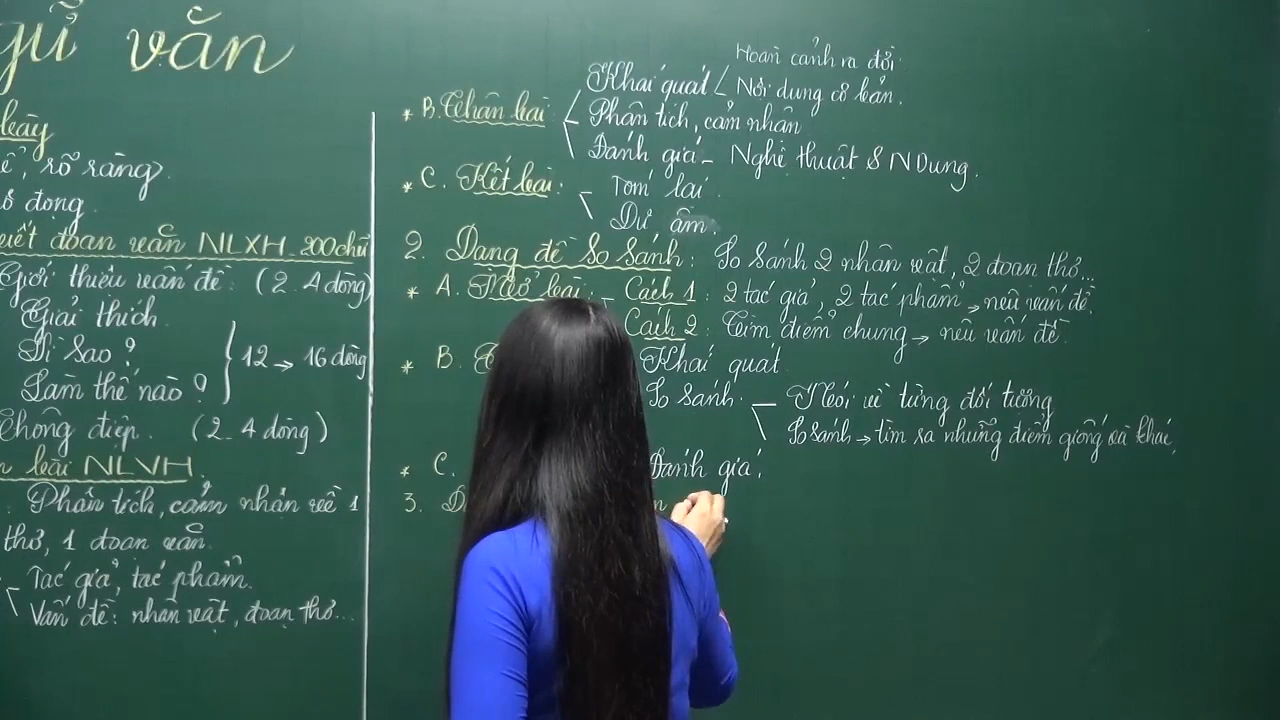 gữ văn
bày
ể, rõ ràng.
s động.
viết đoạn văn NLXH 200chữ
Giới thiệu vấn đề: (2-4 dòng)
Giải thích.
Vì sao?
Làm thế nào?
12 → 16 dòng
Thông điệp. (2-4 dòng)
n bài NLVH.
Phân tích, cảm nhận về 1
thơ, 1 đoạn văn.
Tác giả, tác phẩm.
Vấn đề: nhân vật, đoạn thơ...
* B. Thân bài:
Khái quát
Hoàn cảnh ra đời.
Nội dung cơ bản.
Phân tích, cảm nhận
Đánh giá - Nghệ thuật & N Dung.
* C. Kết bài:
Tóm lại.
Dư âm
2. Dạng đề So sánh: So sánh 2 nhân vật, 2 đoạn thơ...
* A. Mở bài: - Cách 1: 2 tác giả, 2 tác phẩm → nêu vấn đề.
Cách 2: Tìm điểm chung → nêu vấn đề.
* B. Khái quát.
So sánh.
Nói về từng đối tượng
So sánh → tìm ra những điểm giống và khác.
Đánh giá.
* C.
3. D